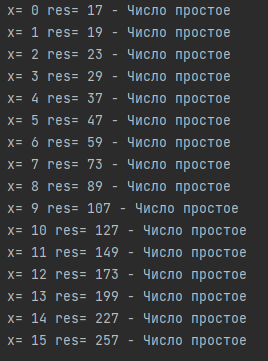 x= 0 res= 17 - Число простое
x= 1 res= 19 - Число простое
x= 2 res= 23 - Число простое
x= 3 res= 29 - Число простое
x= 4 res= 37 - Число простое
x= 5 res= 47 - Число простое
x= 6 res= 59 - Число простое
x= 7 res= 73 - Число простое
x= 8 res= 89 - Число простое
x= 9 res= 107 - Число простое
x= 10 res= 127 - Число простое
x= 11 res= 149 - Число простое
x= 12 res= 173 - Число простое
x= 13 res= 199 - Число простое
x= 14 res= 227 - Число простое
x= 15 res= 257 - Число простое